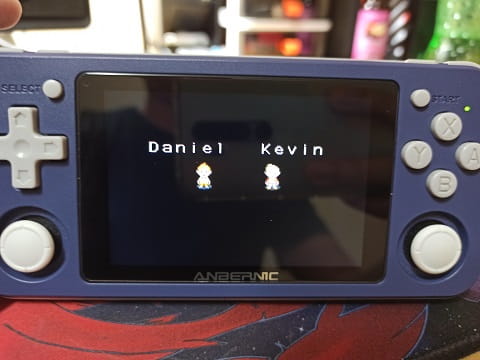 SELECT
START
Daniel Kevin
X
Y
A
B
ANBERNIC